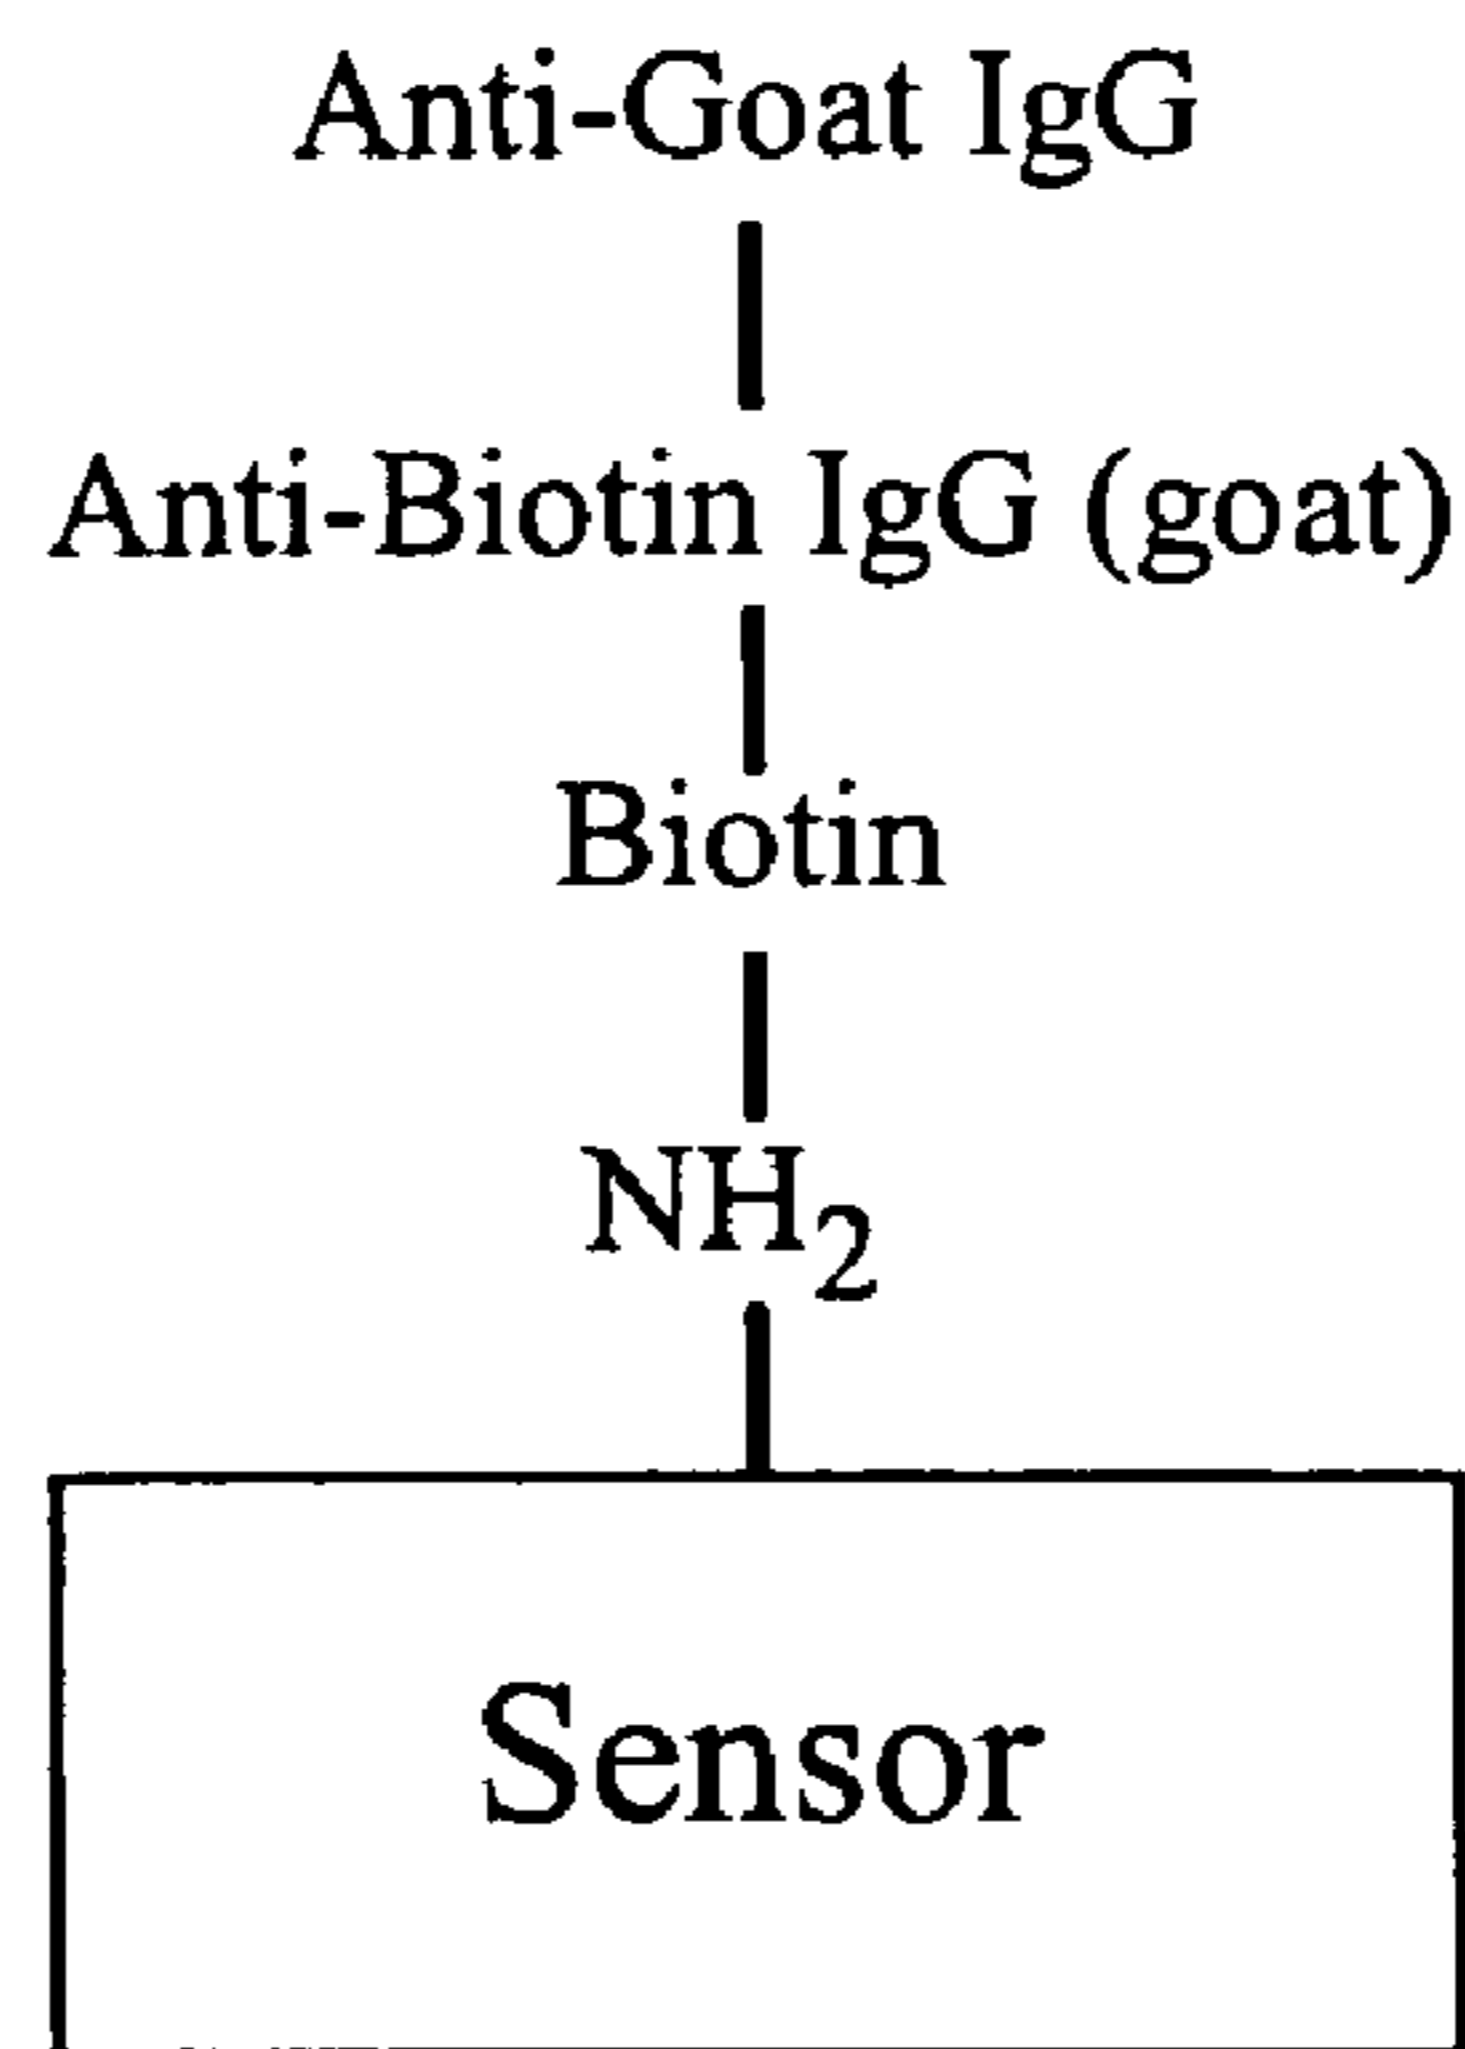 Anti-Goat IgG
Anti-Biotin IgG (goat)
Biotin
NH₂
Sensor